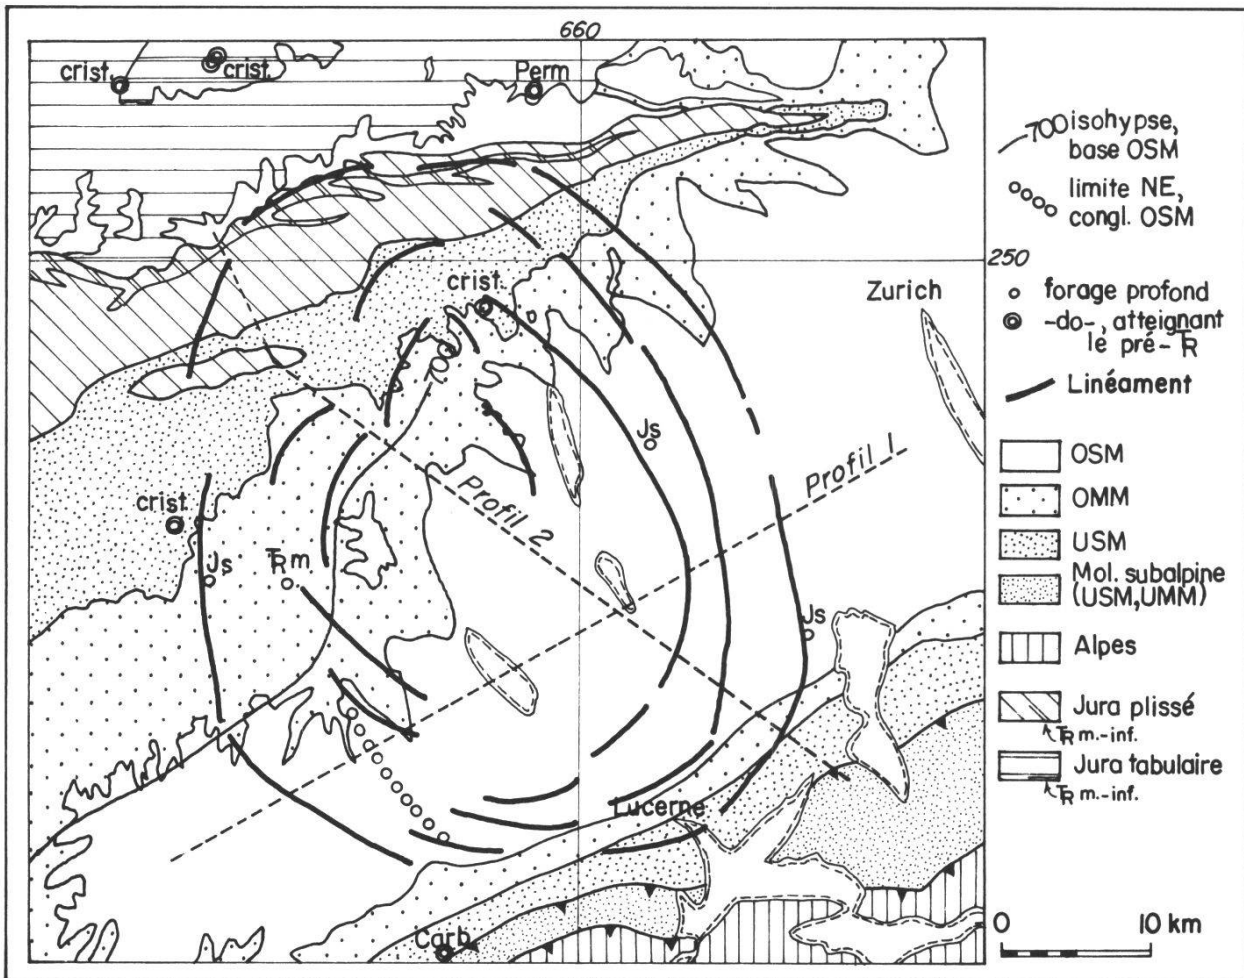 660
crist.
crist.
Perm
250
crist.
Zurich
Js
Profil 1
Profil 2
crist.
Js
TR m.
Js
Lucerne
Carb.
700 isohypse,
base OSM
limite NE,
congl. OSM
forage profond
-do-, atteignant
le pré-TR
Linéament
OSM
OMM
USM
Mol. subalpine
(USM,UMM)
Alpes
Jura plissé
TR m.-inf.
Jura tabulaire
TR m.-inf.
0 10 km